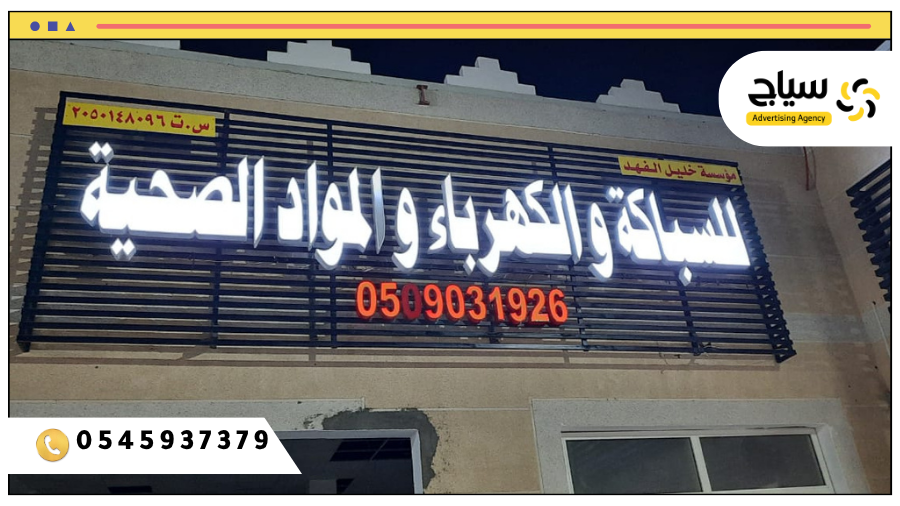 سياج
Advertising Agency
س.ت ٢٠٥٠١٤٨٠٩٦
مؤسسة خليل الفهد
للسباكة و الكهرباء و المواد الصحية
0509031926
0545937379